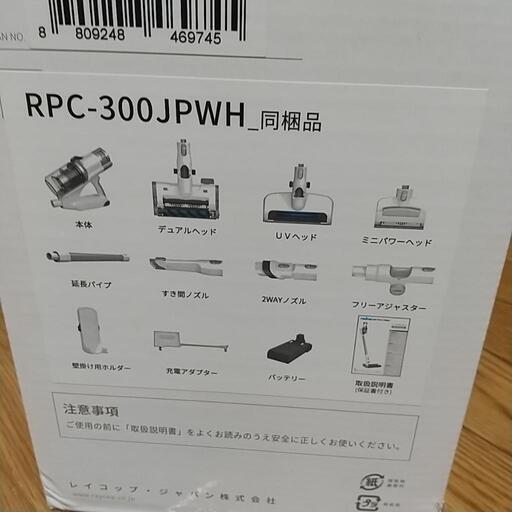 AN NO.
8 809248 469745
RPC-300JPWH_同梱品
本体
デュアルヘッド
UVヘッド
ミニパワーヘッド
延長パイプ
すき間ノズル
2WAYノズル
フリーアジャスター
壁掛け用ホルダー
充電アダプター
バッテリー
取扱説明書
(保証書付き)
注意事項
ご使用の前に「取扱説明書」をよくお読みのうえ安全に正しくお使いください。
レイコップ・ジャパン株式会社
www.raycop.co.jp
紙
プラ